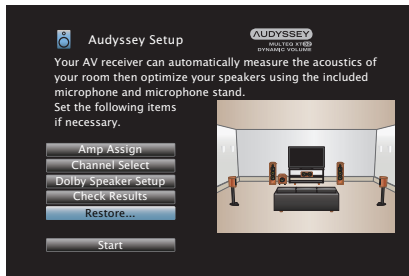 Audyssey Setup
AUDYSSEY
MULTEQ XT32
DYNAMIC VOLUME
Your AV receiver can automatically measure the acoustics of
your room then optimize your speakers using the included
microphone and microphone stand.
Set the following items
if necessary.
Amp Assign
Channel Select
Dolby Speaker Setup
Check Results
Restore...
Start